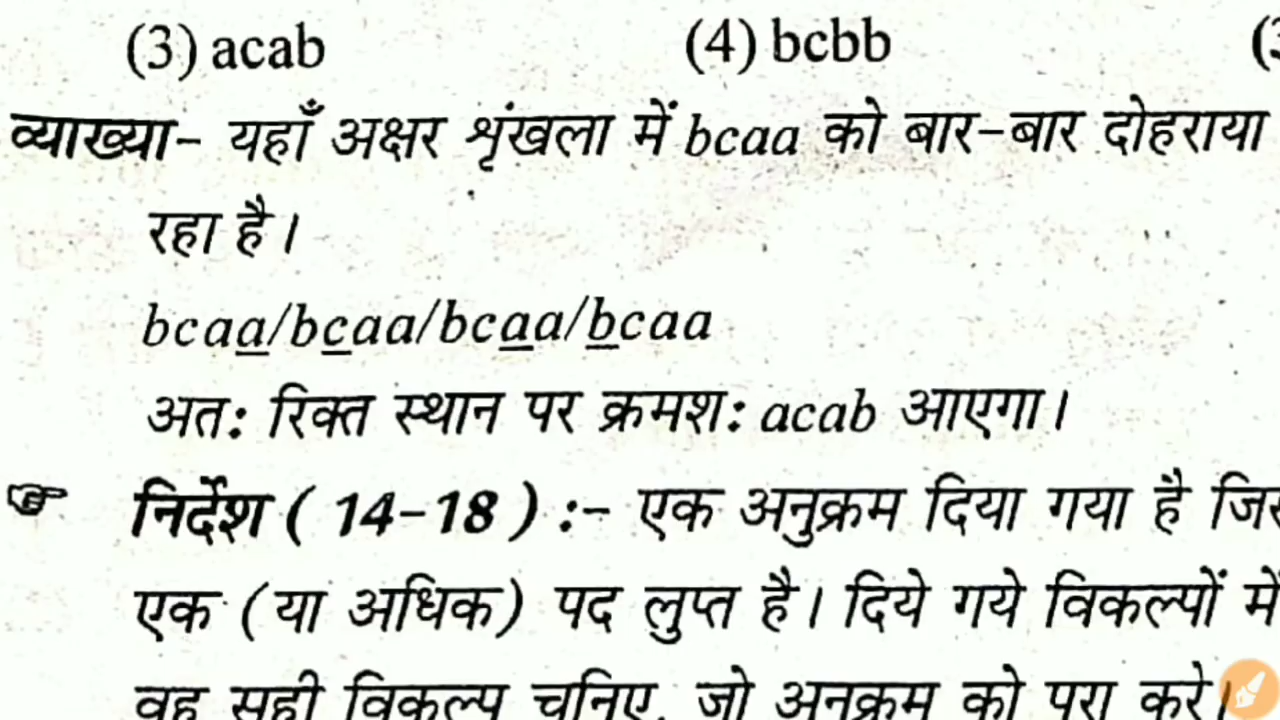 (3) acab (4) bcbb
व्याख्या- यहाँ अक्षर श्रृंखला में bcaa को बार-बार दोहराया
रहा है।
bcaa/bcaa/bcaa/bcaa
अत: रिक्त स्थान पर क्रमश: acab आएगा।
निर्देश ( 14-18 ) :- एक अनुक्रम दिया गया है
एक (या अधिक) पद लुप्त है। दिये गये विकल्पों में
वह सही विकल्प चुनिए, जो अनुक्रम को पूरा करे।